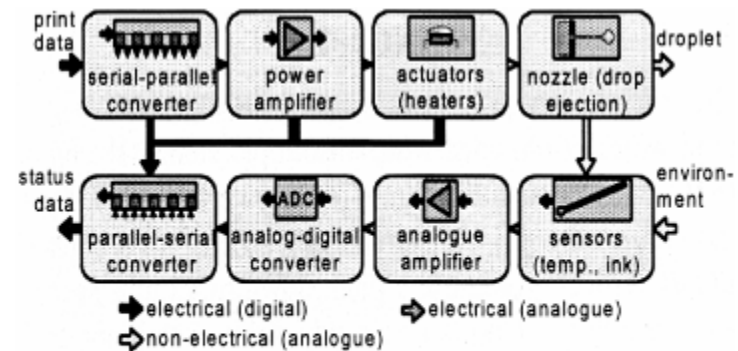 print
data
serial-parallel
converter
power
amplifier
actuators
(heaters)
nozzle (drop
ejection)
droplet
status
data
parallel-serial
converter
ADC
analog-digital
converter
analogue
amplifier
sensors
(temp., ink)
environ-
ment
electrical (digital)
electrical (analogue)
non-electrical (analogue)